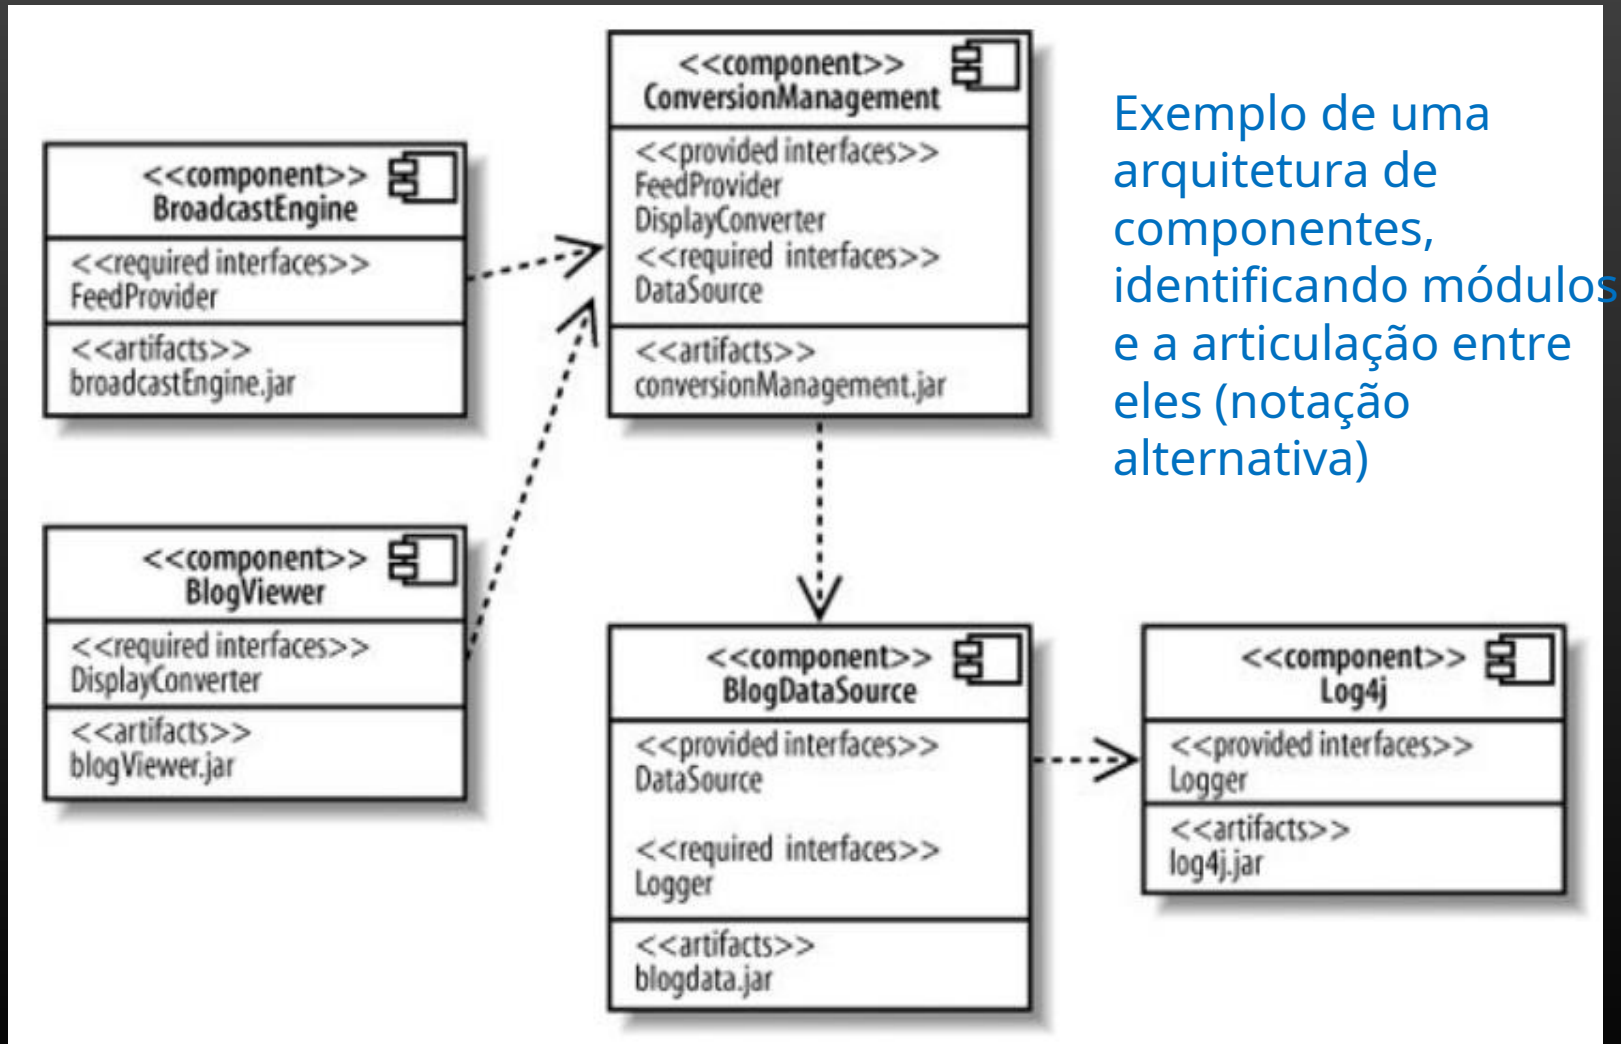 <<component>>
BroadcastEngine
<<required interfaces>>
FeedProvider
<<artifacts>>
broadcastEngine.jar
<<component>>
ConversionManagement
<<provided interfaces>>
FeedProvider
DisplayConverter
<<required interfaces>>
DataSource
<<artifacts>>
conversionManagement.jar
Exemplo de uma
arquitetura de
componentes,
identificando módulos
e a articulação entre
eles (notação
alternativa)
<<component>>
BlogViewer
<<required interfaces>>
DisplayConverter
<<artifacts>>
blogViewer.jar
<<component>>
BlogDataSource
<<provided interfaces>>
DataSource
<<required interfaces>>
Logger
<<artifacts>>
blogdata.jar
<<component>>
Log4j
<<provided interfaces>>
Logger
<<artifacts>>
log4j.jar